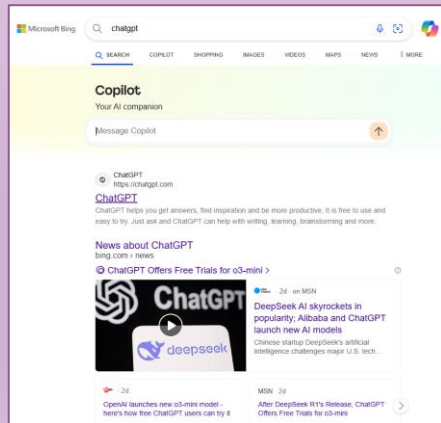 Microsoft Bing
chatgpt
SEARCH COPILOT SHOPPING IMAGES VIDEOS MAPS NEWS MORE
Copilot
Your AI companion
Message Copilot
ChatGPT
https://chatgpt.com
ChatGPT
ChatGPT helps you get answers, find inspiration and be more productive. It is free to use and
easy to try. Just ask and ChatGPT can help with writing, learning, brainstorming and more.
News about ChatGPT
bing.com › news
ChatGPT Offers Free Trials for o3-mini >
ChatGPT
deepseek
· 2d · on MSN
DeepSeek AI skyrockets in
popularity; Alibaba and ChatGPT
launch new AI models
Chinese startup DeepSeek's artificial
intelligence challenges major U.S. tech…
· 2d
OpenAI launches new o3-mini model –
here's how free ChatGPT users can try it
MSN · 2d
After DeepSeek R1's Release, ChatGPT
Offers Free Trials for o3-mini